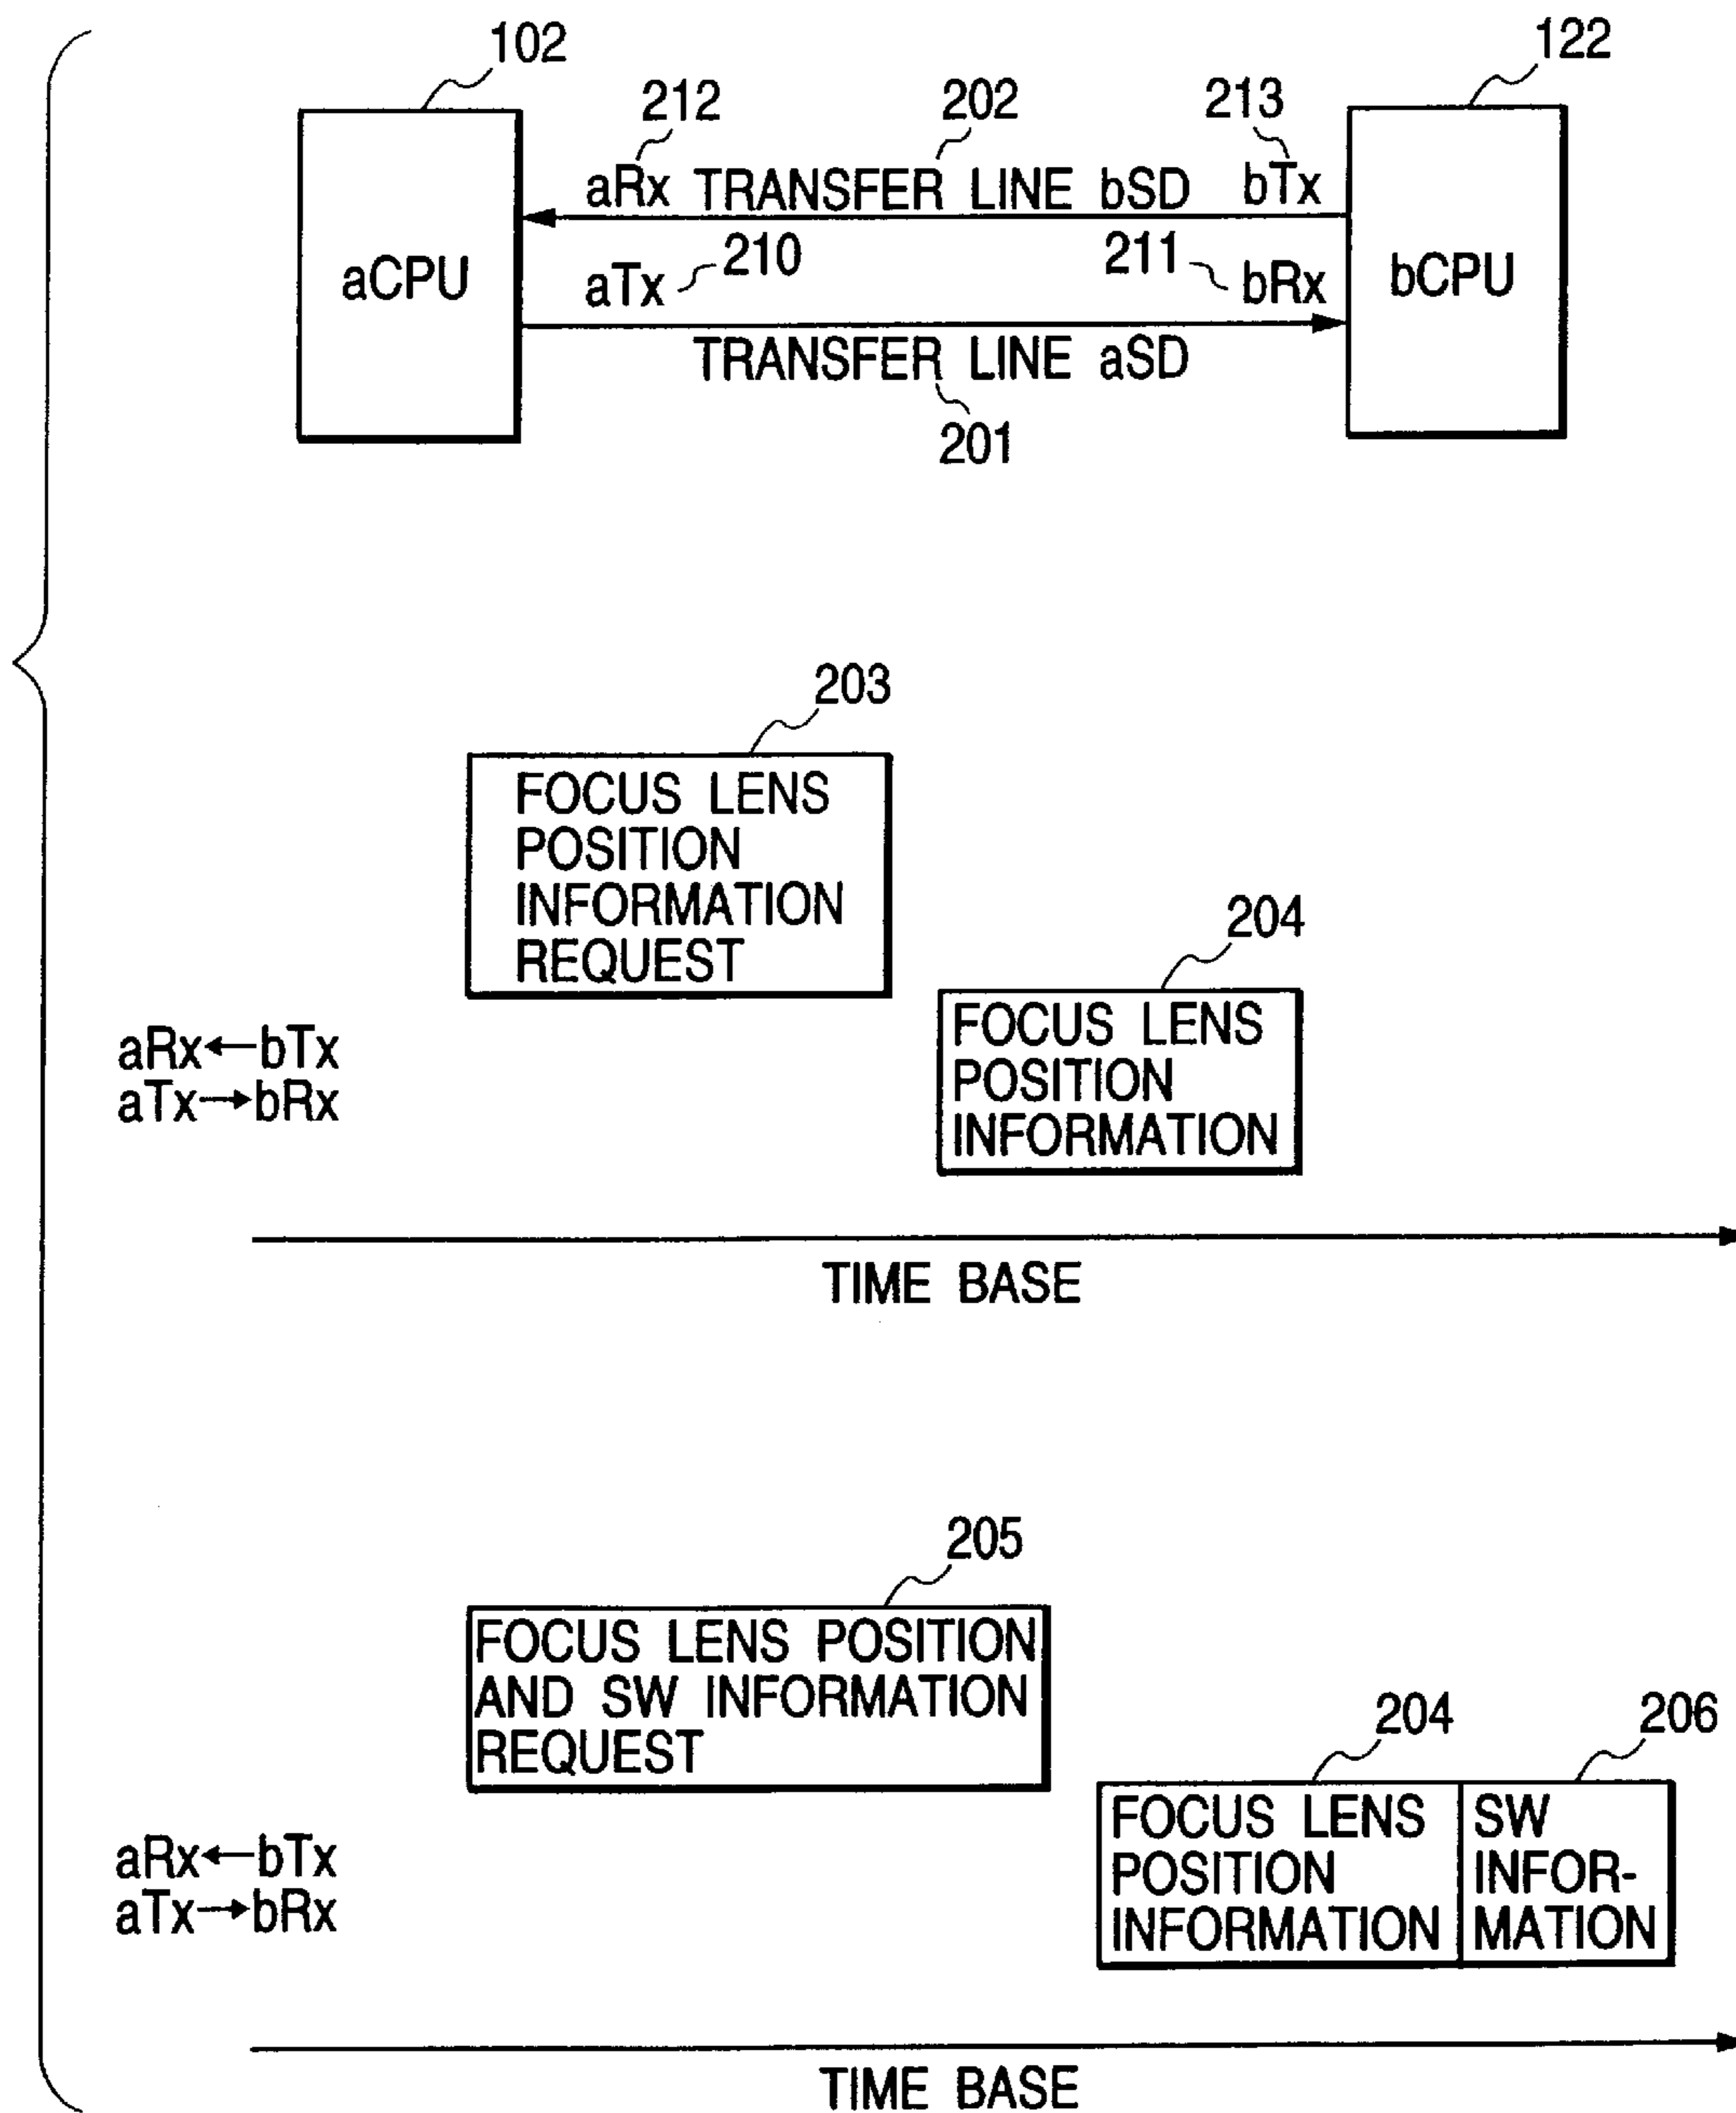 102
122
212
202
213
aRx TRANSFER LINE bSD bTx
aCPU
bCPU
aTx 210
211 bRx
TRANSFER LINE aSD
201
203
FOCUS LENS
POSITION
INFORMATION
REQUEST
204
FOCUS LENS
POSITION
INFORMATION
aRx←bTx
aTx→bRx
TIME BASE
205
FOCUS LENS POSITION
AND SW INFORMATION
REQUEST
204
206
FOCUS LENS
POSITION
INFORMATION
SW
INFOR-
MATION
aRx←bTx
aTx→bRx
TIME BASE